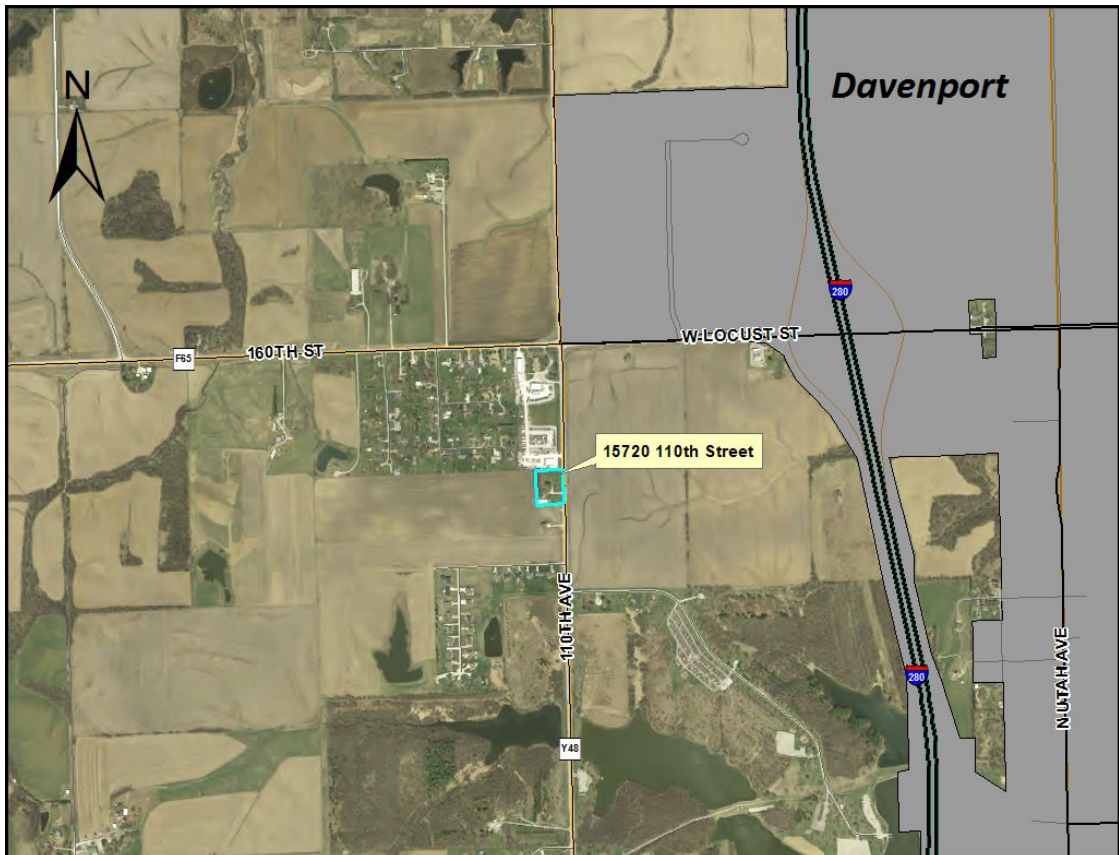 Davenport
N
280
W LOCUST ST
160TH ST
F65
15720 110th Street
110TH AVE
N UTAH AVE
280
Y48